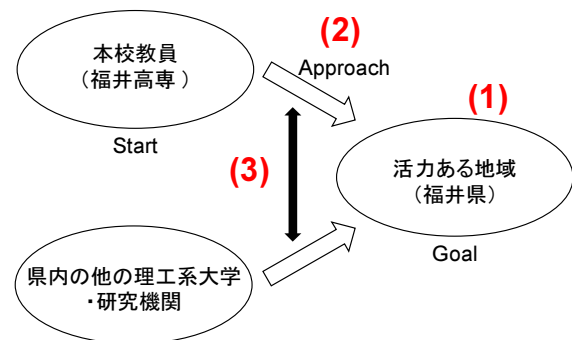 (2)
本校教員
(福井高専)
Approach
Start
(1)
(3)
活力ある地域
(福井県)
Goal
県内の他の理工系大学
・研究機関